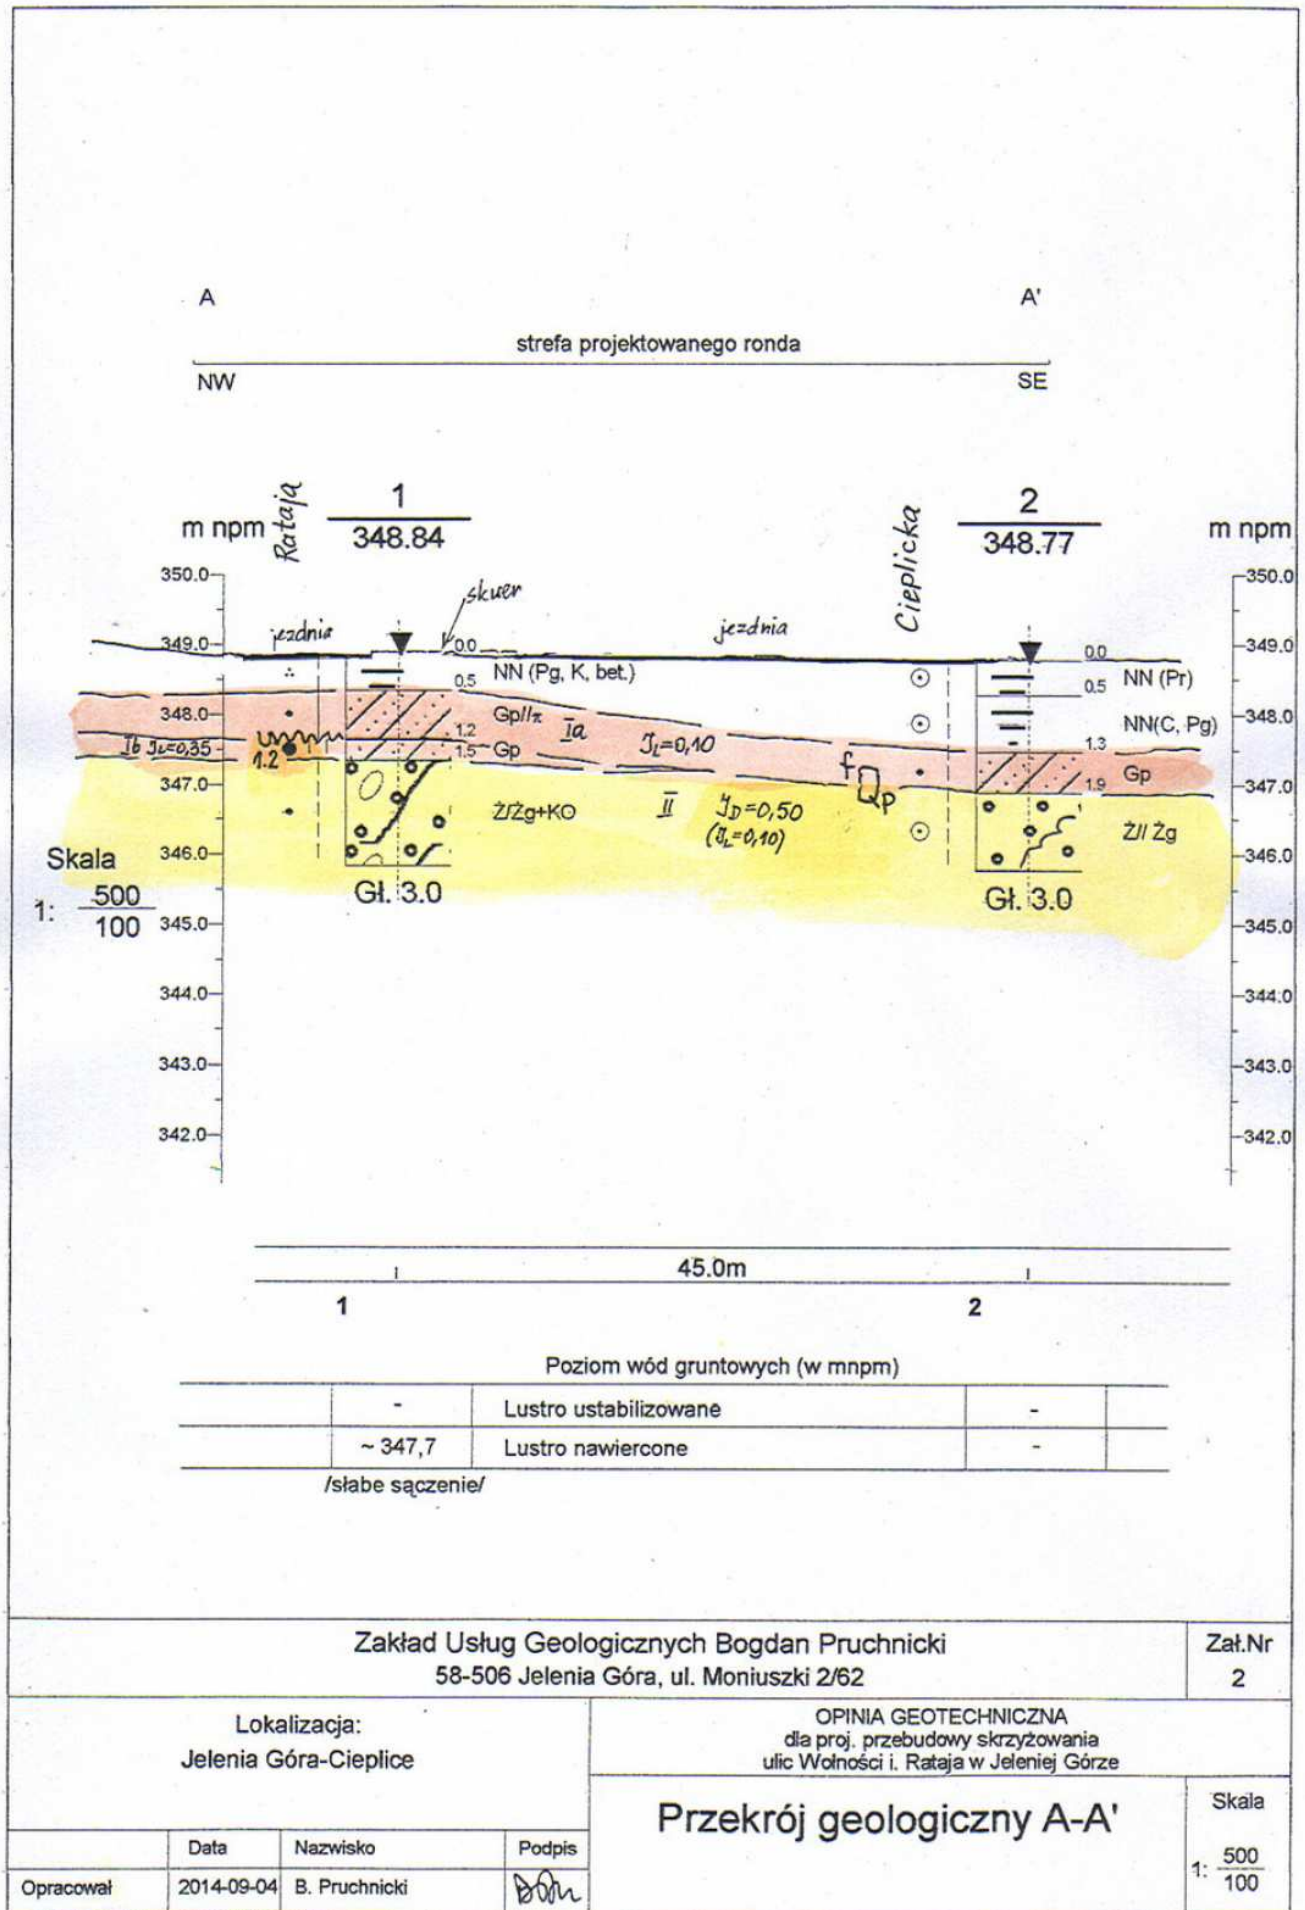 A
A'
strefa projektowanego ronda
NW
SE
Rataja
1
348.84
Cieplicka
2
348.77
m npm
m npm
350.0
350.0
skuer
jezdnia
jezdnia
349.0
0.0
0.0
349.0
NN (Pg, K, bet.)
0,5
NN (Pr)
0,5
348.0
Gp//π
Ia
NN(C, Pg)
348.0
1.2
Ib JL=0,35
1.2
1.5
Gp
JL=0,10
1.3
f
Gp
347.0
1.9
347.0
Qp
Ż/Żg+KO
II
JD=0,50
(JL=0,10)
Ż// Żg
346.0
346.0
Skala
1: 500
100
Gł. 3.0
Gł. 3.0
345.0
345.0
344.0
344.0
343.0
343.0
342.0
342.0
45.0m
1
2
Poziom wód gruntowych (w mnpm)
- Lustro ustabilizowane -
~ 347,7 Lustro nawiercone -
/słabe sączenie/
Zakład Usług Geologicznych Bogdan Pruchnicki
58-506 Jelenia Góra, ul. Moniuszki 2/62
Zał.Nr
2
Lokalizacja:
Jelenia Góra-Cieplice
OPINIA GEOTECHNICZNA
dla proj. przebudowy skrzyżowania
ulic Wolności i. Rataja w Jeleniej Górze
Przekrój geologiczny A-A'
Skala
1: 500
100
Data Nazwisko Podpis
Opracował 2014-09-04 B. Pruchnicki